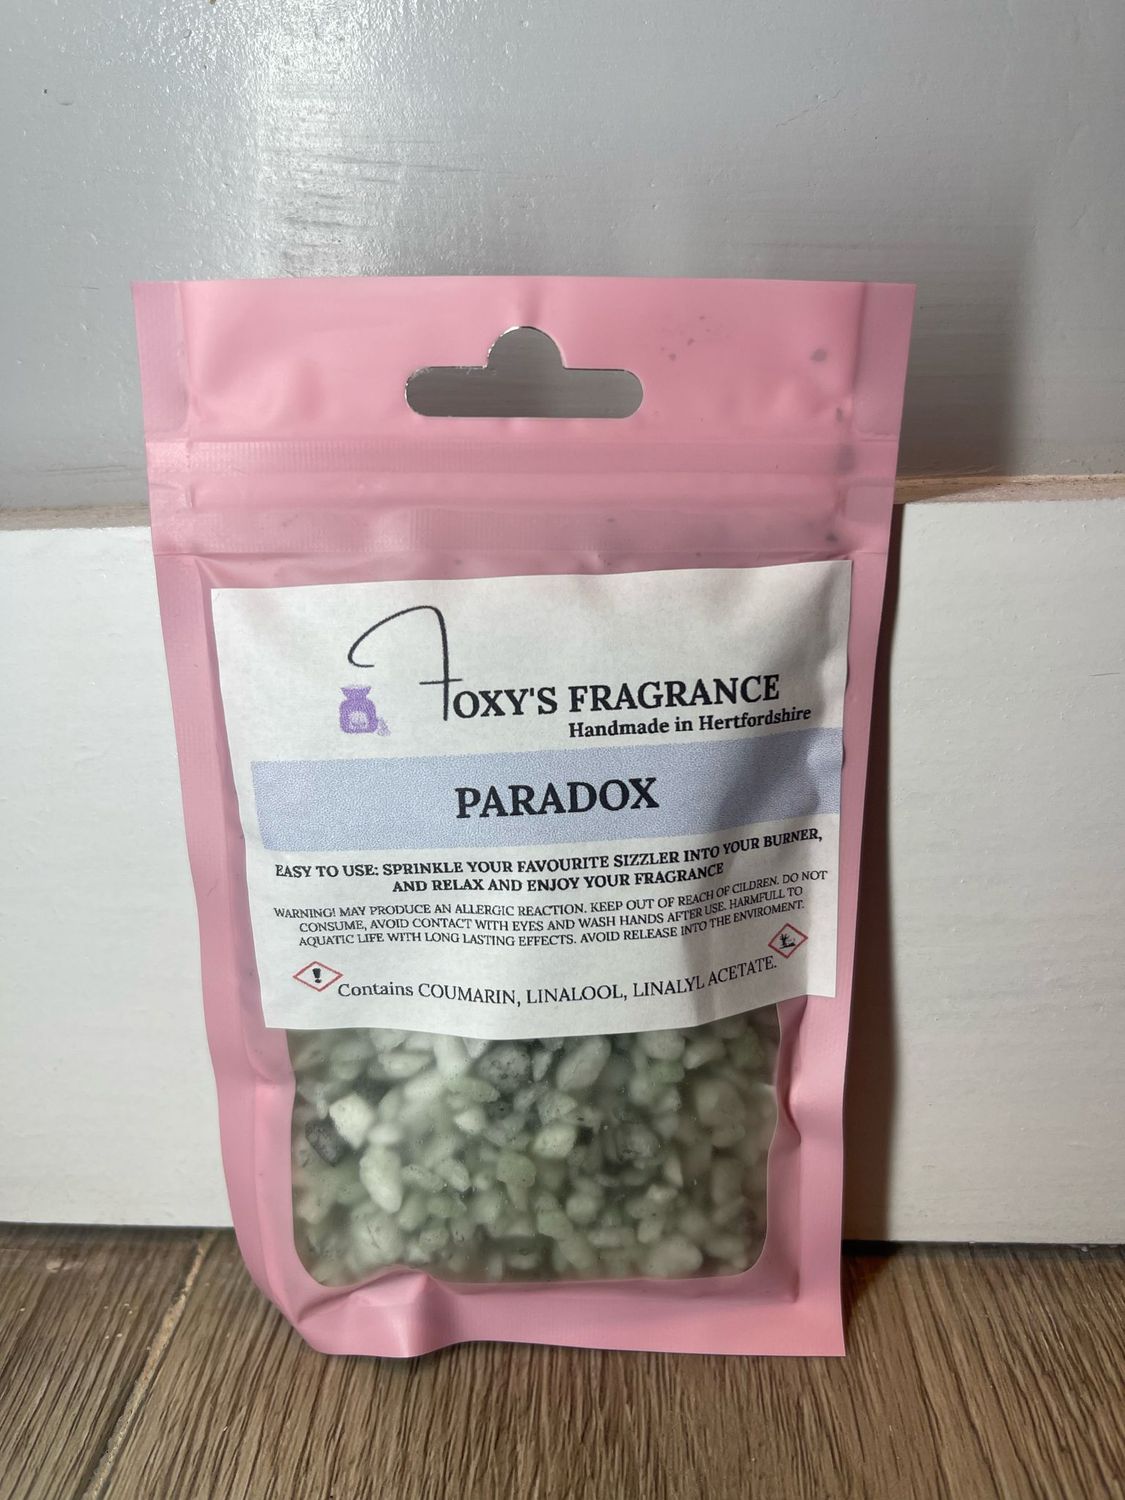 FOXY'S FRAGRANCE
Handmade in Hertfordshire
PARADOX
EASY TO USE: SPRINKLE YOUR FAVOURITE SIZZLER INTO YOUR BURNER,
AND RELAX AND ENJOY YOUR FRAGRANCE
WARNING! MAY PRODUCE AN ALLERGIC REACTION. KEEP OUT OF REACH OF CILDREN. DO NOT
CONSUME, AVOID CONTACT WITH EYES AND WASH HANDS AFTER USE. HARMFULL TO
AQUATIC LIFE WITH LONG LASTING EFFECTS. AVOID RELEASE INTO THE ENVIROMENT.
Contains COUMARIN, LINALOOL, LINALYL ACETATE.